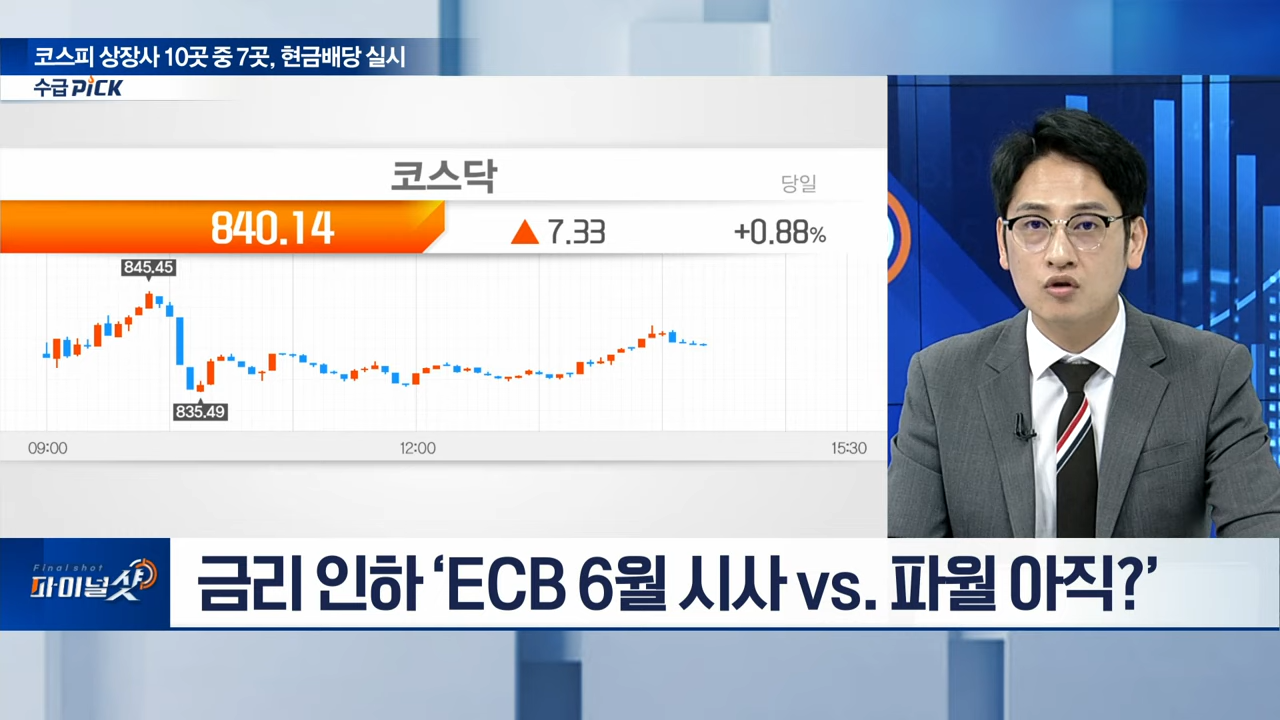 코스피 상장사 10곳 중 7곳, 현금배당 실시
수급 PiCK
코스닥
당일
840.14 ▲ 7.33 +0.88%
845.45
835.49
09:00 12:00 15:30
Final shot
파이널샷
금리 인하 ‘ECB 6월 시사 vs. 파월 아직?’